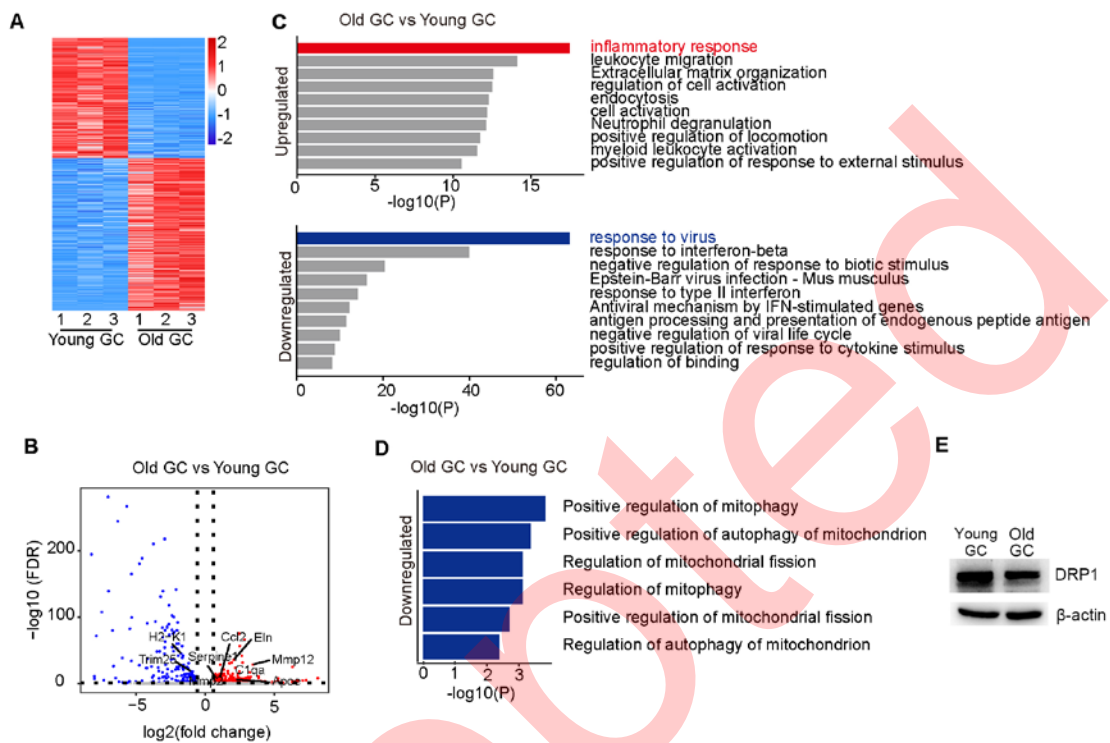 A
2
1
0
-1
-2
1 2 3 1 2 3
Young GC Old GC
C
Old GC vs Young GC
Upregulated
inflammatory response
leukocyte migration
Extracellular matrix organization
regulation of cell activation
endocytosis
cell activation
Neutrophil degranulation
positive regulation of locomotion
myeloid leukocyte activation
positive regulation of response to external stimulus
0 5 10 15
-log10(P)
Downregulated
response to virus
response to interferon-beta
negative regulation of response to biotic stimulus
Epstein-Barr virus infection - Mus musculus
response to type II interferon
Antiviral mechanism by IFN-stimulated genes
antigen processing and presentation of endogenous peptide antigen
negative regulation of viral life cycle
positive regulation of response to cytokine stimulus
regulation of binding
0 20 40 60
-log10(P)
B
Old GC vs Young GC
−log10 (FDR)
200
100
0
H2-K1
Ccl2
Eln
Trim26
Serpine1
Mmp12
C1qa
−5 0 5
log2(fold change)
D
Old GC vs Young GC
Downregulated
Positive regulation of mitophagy
Positive regulation of autophagy of mitochondrion
Regulation of mitochondrial fission
Regulation of mitophagy
Positive regulation of mitochondrial fission
Regulation of autophagy of mitochondrion
0 1 2 3
-log10(P)
E
Young Old
GC GC
DRP1
β-actin